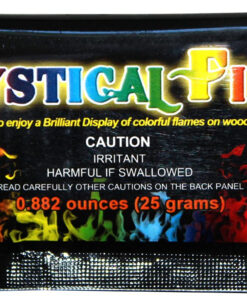 YSTICAL FI
o enjoy a Brilliant Display of colorful flames on wood
CAUTION
IRRITANT
HARMFUL IF SWALLOWED
READ CAREFULLY OTHER CAUTIONS ON THE BACK PANEL
0.882 ounces (25 grams)